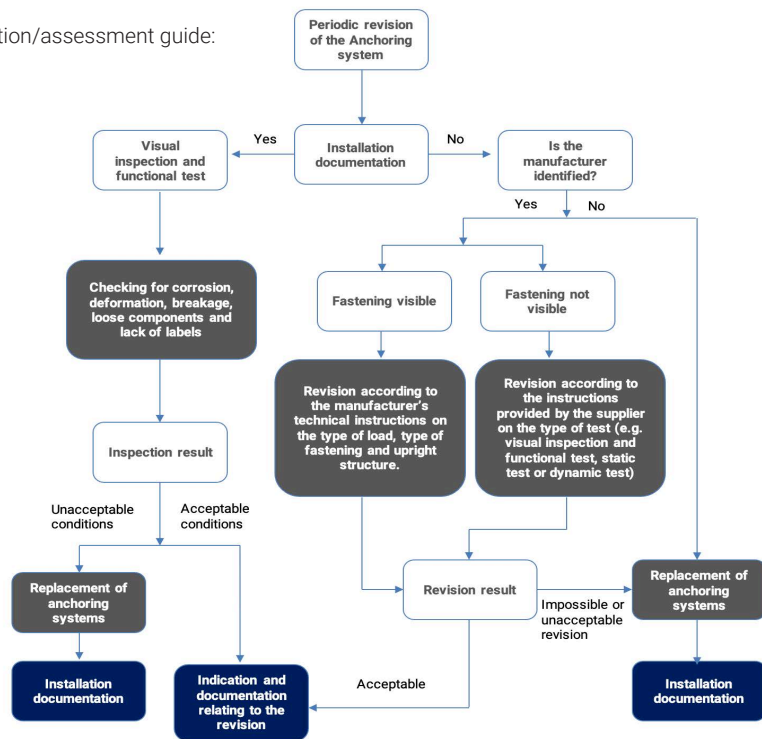 tion/assessment guide:
Periodic revision
of the Anchoring
system
Visual
inspection and
functional test
Yes
Installation
documentation
No
Is the
manufacturer
identified?
Yes
No
Checking for corrosion,
deformation, breakage,
loose components and
lack of labels
Fastening visible
Fastening not
visible
Revision according to
the manufacturer's
technical instructions on
the type of load, type of
fastening and upright
structure.
Revision according to
the instructions
provided by the supplier
on the type of test (e.g.
visual inspection and
functional test, static
test or dynamic test)
Inspection result
Unacceptable
conditions
Acceptable
conditions
Replacement of
anchoring
systems
Revision result
Impossible or
unacceptable
revision
Replacement of
anchoring
systems
Installation
documentation
Indication and
documentation
relating to the
revision
Acceptable
Installation
documentation